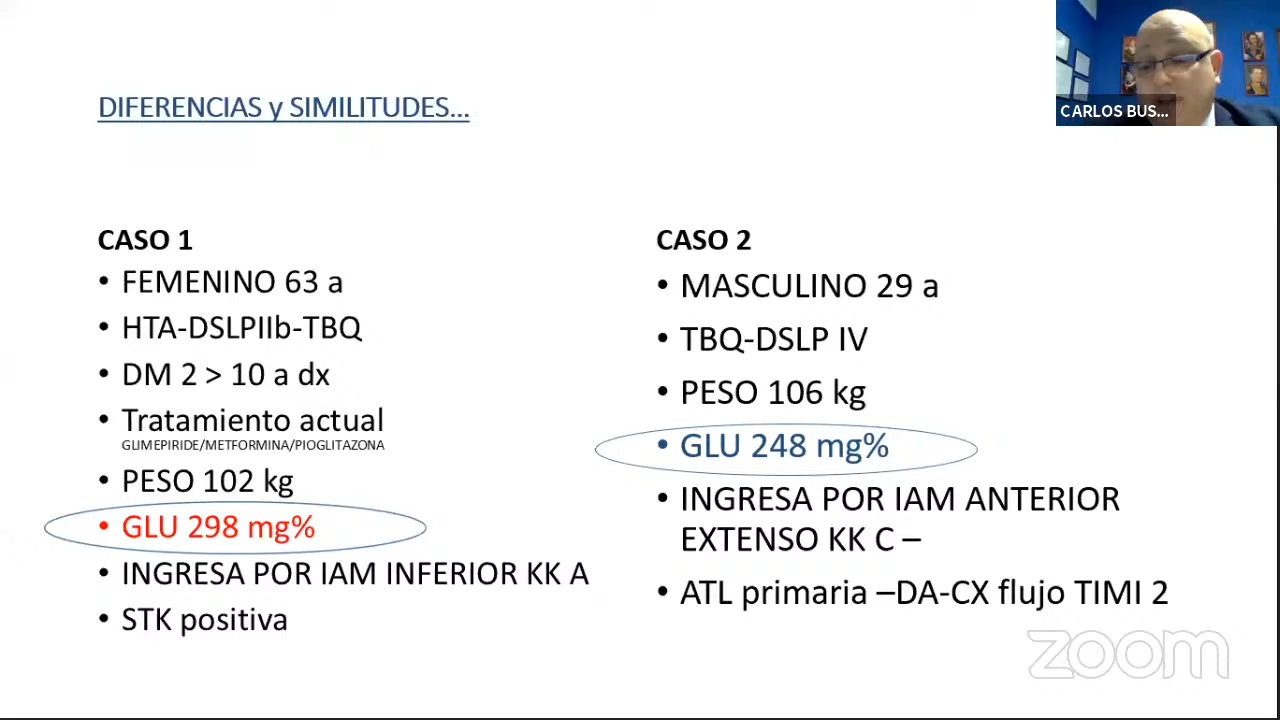 DIFERENCIAS y SIMILITUDES...
CARLOS BUS...
CASO 1
• FEMENINO 63 a
• HTA-DSLPIIb-TBQ
• DM 2 > 10 a dx
• Tratamiento actual
GLIMEPIRIDE/METFORMINA/PIOGLITAZONA
• PESO 102 kg
• GLU 298 mg%
• INGRESA POR IAM INFERIOR KK A
• STK positiva
CASO 2
• MASCULINO 29 a
• TBQ-DSLP IV
• PESO 106 kg
• GLU 248 mg%
• INGRESA POR IAM ANTERIOR
EXTENSO KK C –
• ATL primaria –DA-CX flujo TIMI 2
zoom